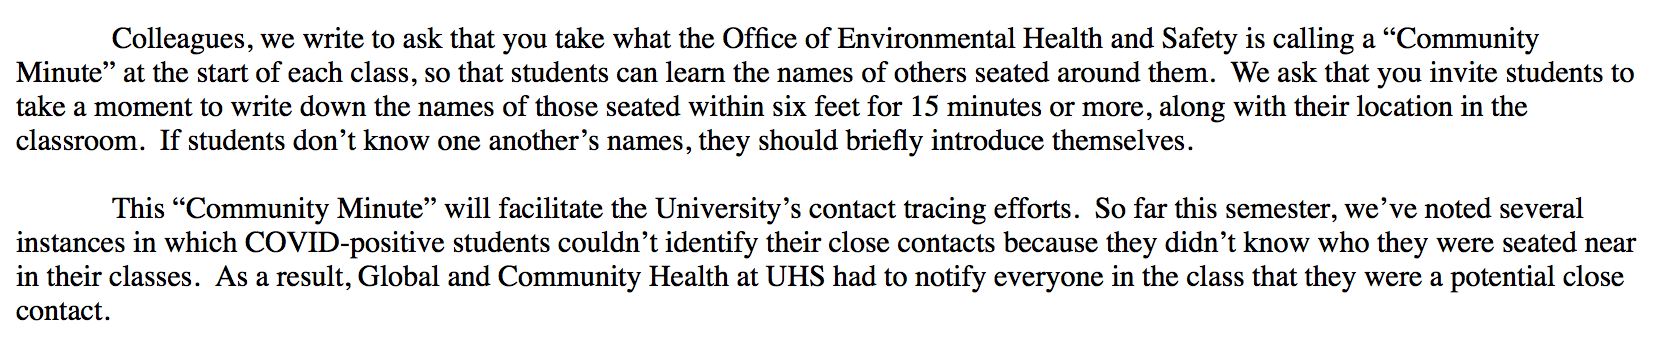 Colleagues, we write to ask that you take what the Office of Environmental Health and Safety is calling a “Community
Minute” at the start of each class, so that students can learn the names of others seated around them.  We ask that you invite students to
take a moment to write down the names of those seated within six feet for 15 minutes or more, along with their location in the
classroom.  If students don’t know one another’s names, they should briefly introduce themselves.
This “Community Minute” will facilitate the University’s contact tracing efforts.  So far this semester, we’ve noted several
instances in which COVID-positive students couldn’t identify their close contacts because they didn’t know who they were seated near
in their classes.  As a result, Global and Community Health at UHS had to notify everyone in the class that they were a potential close
contact.